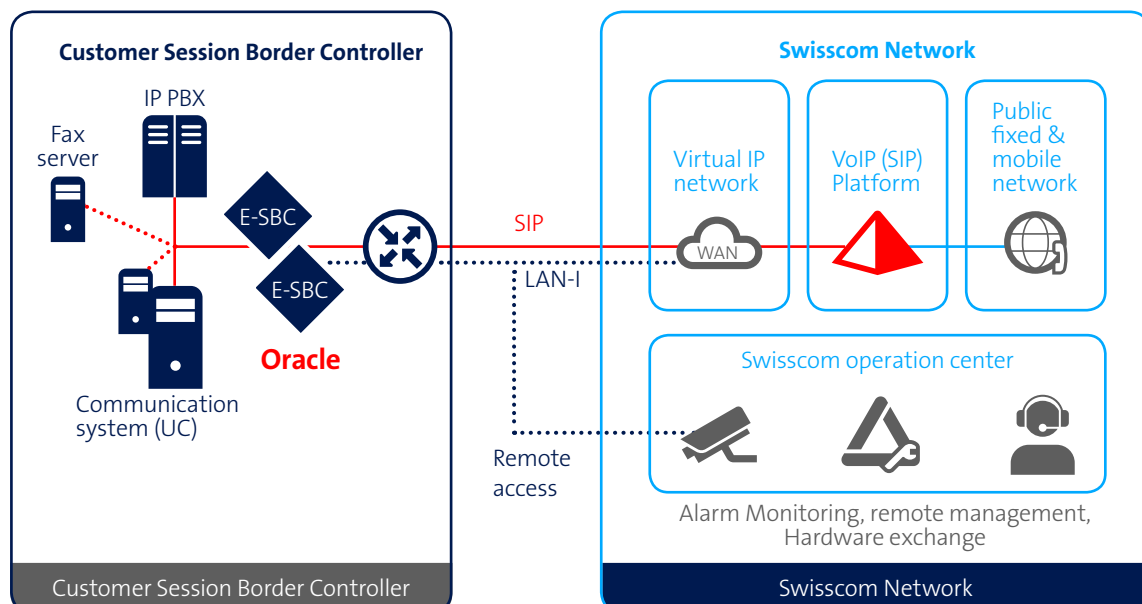 Customer Session Border Controller
IP PBX
Fax
server
E-SBC
E-SBC
Oracle
Communication
system (UC)
SIP
LAN-I
Remote
access
Customer Session Border Controller
Swisscom Network
Virtual IP
network
WAN
VoIP (SIP)
Platform
Public
fixed &
mobile
network
Swisscom operation center
Alarm Monitoring, remote management,
Hardware exchange
Swisscom Network